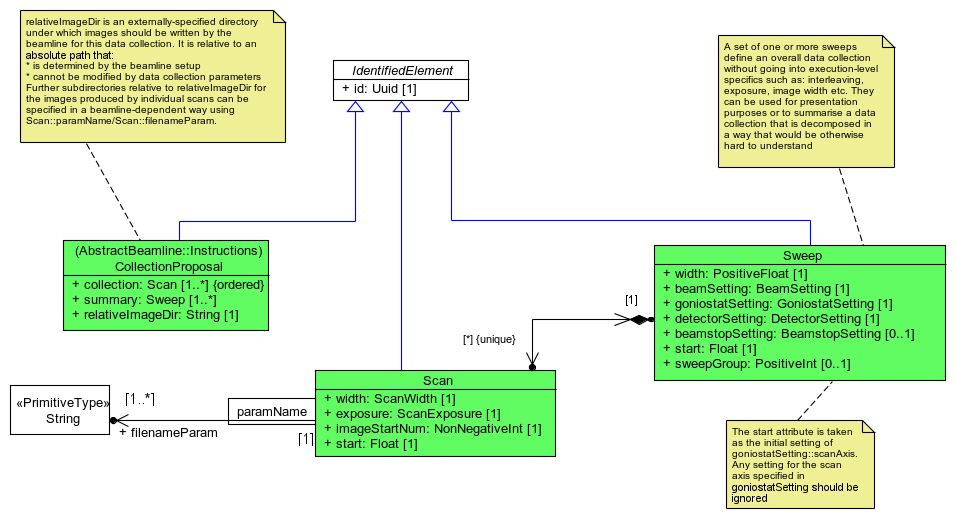 relativeImageDir is an externally-specified directory
under which images should be written by the
beamline for this data collection. It is relative to an
absolute path that:
* is determined by the beamline setup
* cannot be modified by data collection parameters
Further subdirectories relative to relativeImageDir for
the images produced by individual scans can be
specified in a beamline-dependent way using
Scan::paramName/Scan::filenameParam.
IdentifiedElement
+ id: Uuid [1]
A set of one or more sweeps
define an overall data collection
without going into execution-level
specifics such as: interleaving,
exposure, image width etc. They
can be used for presentation
purposes or to summarise a data
collection that is decomposed in
a way that would be otherwise
hard to understand
(AbstractBeamline::Instructions)
CollectionProposal
+ collection: Scan [1..*] {ordered}
+ summary: Sweep [1..*]
+ relativeImageDir: String [1]
Sweep
+ width: PositiveFloat [1]
+ beamSetting: BeamSetting [1]
+ goniostatSetting: GoniostatSetting [1]
+ detectorSetting: DetectorSetting [1]
+ beamstopSetting: BeamstopSetting [0..1]
+ start: Float [1]
+ sweepGroup: PositiveInt [0..1]
[1]
[*] {unique}
Scan
+ width: ScanWidth [1]
+ exposure: ScanExposure [1]
+ imageStartNum: NonNegativeInt [1]
+ start: Float [1]
«PrimitiveType»
String
[1..*]
+ filenameParam
paramName
[1]
The start attribute is taken
as the initial setting of
goniostatSetting::scanAxis.
Any setting for the scan
axis specified in
goniostatSetting should be
ignored